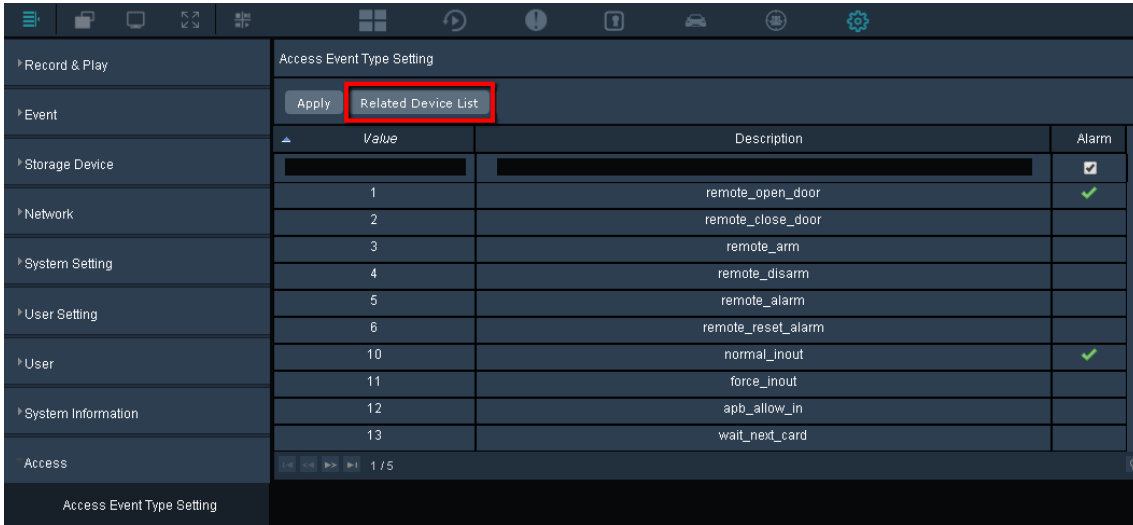 Record & Play
Event
Storage Device
Network
System Setting
User Setting
User
System Information
Access
Access Event Type Setting
Access Event Type Setting
Apply Related Device List
Value Description Alarm
1 remote_open_door
2 remote_close_door
3 remote_arm
4 remote_disarm
5 remote_alarm
6 remote_reset_alarm
10 normal_inout
11 force_inout
12 apb_allow_in
13 wait_next_card
1 / 5